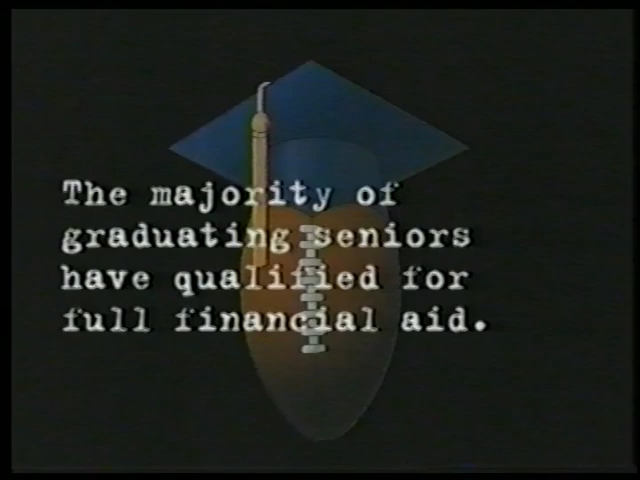 The majority of
graduating seniors
have qualified for
full financial aid.